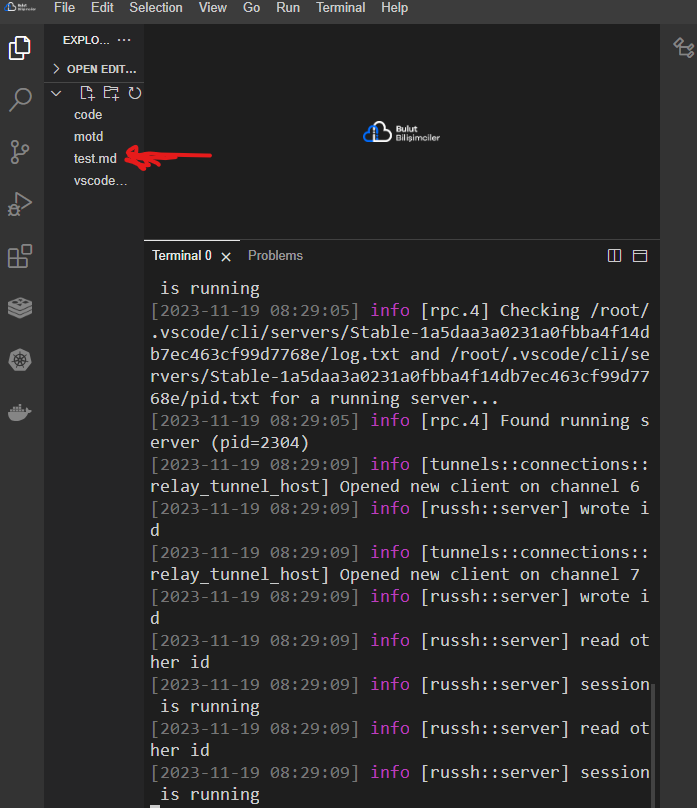 Bulut
Bilişimciler
File Edit Selection View Go Run Terminal Help
EXPLO... ···
OPEN EDIT...
code
motd
test.md
vscode...
Bulut
Bilişimciler
Terminal 0 Problems
is running
[2023-11-19 08:29:05] info [rpc.4] Checking /root/
.vscode/cli/servers/Stable-1a5daa3a0231a0fbba4f14d
b7ec463cf99d7768e/log.txt and /root/.vscode/cli/se
rvers/Stable-1a5daa3a0231a0fbba4f14db7ec463cf99d77
68e/pid.txt for a running server...
[2023-11-19 08:29:05] info [rpc.4] Found running s
erver (pid=2304)
[2023-11-19 08:29:09] info [tunnels::connections::
relay_tunnel_host] Opened new client on channel 6
[2023-11-19 08:29:09] info [russh::server] wrote i
d
[2023-11-19 08:29:09] info [tunnels::connections::
relay_tunnel_host] Opened new client on channel 7
[2023-11-19 08:29:09] info [russh::server] wrote i
d
[2023-11-19 08:29:09] info [russh::server] read ot
her id
[2023-11-19 08:29:09] info [russh::server] session
is running
[2023-11-19 08:29:09] info [russh::server] read ot
her id
[2023-11-19 08:29:09] info [russh::server] session
is running